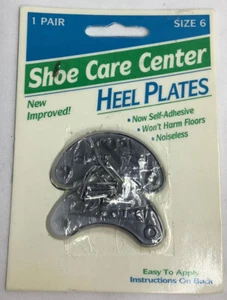 1 PAIR SIZE 6
Shoe Care Center
New
Improved!
HEEL PLATES
• Now Self-Adhesive
• Won't Harm Floors
• Noiseless
Easy To Apply
Instructions On Back